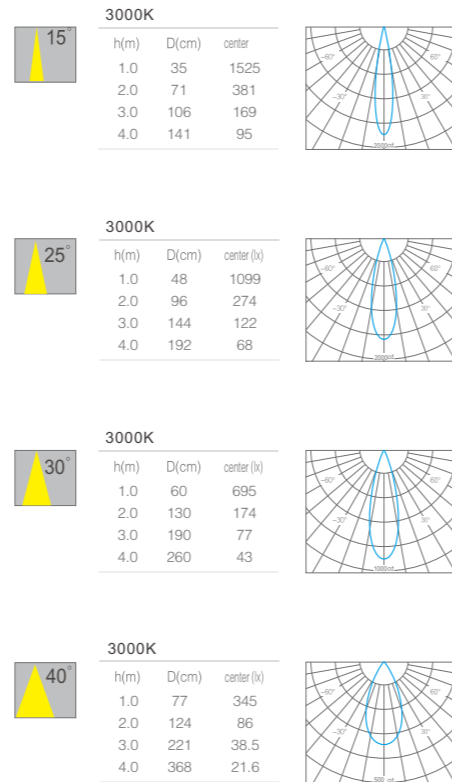 15°
3000K
h(m) D(cm) center
1.0 35 1525
2.0 71 381
3.0 106 169
4.0 141 95
-60° 60°
-30° 30°
25°
3000K
h(m) D(cm) center (lx)
1.0 48 1099
2.0 96 274
3.0 144 122
4.0 192 68
-60° 60°
-30° 30°
2000cd
30°
3000K
h(m) D(cm) center (lx)
1.0 60 695
2.0 130 174
3.0 190 77
4.0 260 43
-60° 60°
-30° 30°
1000cd
40°
3000K
h(m) D(cm) center (lx)
1.0 77 345
2.0 124 86
3.0 221 38.5
4.0 368 21.6
-60° 60°
-30° 30°
500 cd